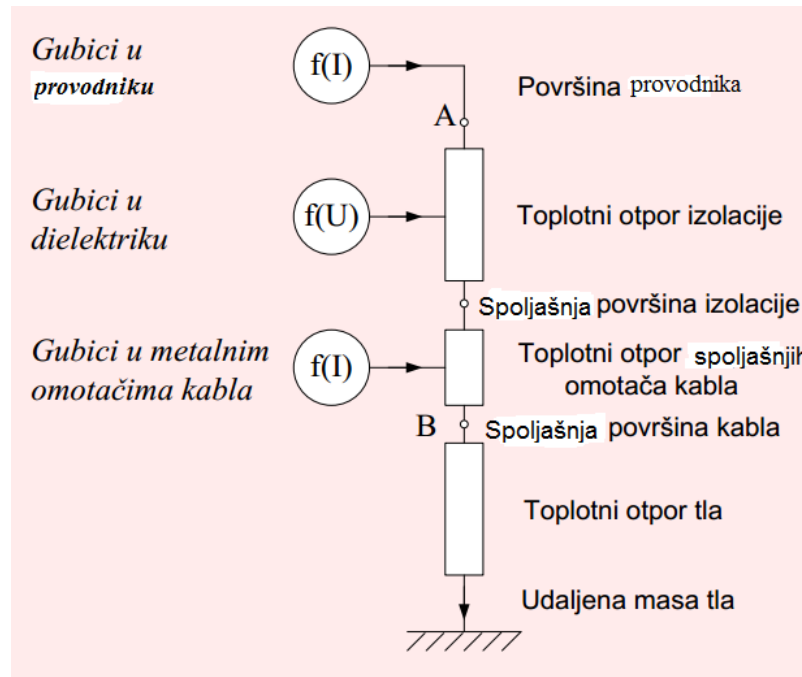 Gubici u
provodniku
f(I)
Površina provodnika
A
Gubici u
dielektriku
f(U)
Toplotni otpor izolacije
Spoljašnja površina izolacije
Gubici u metalnim
omotačima kabla
f(I)
Toplotni otpor spoljašnjih
omotača kabla
B
Spoljašnja površina kabla
Toplotni otpor tla
Udaljena masa tla